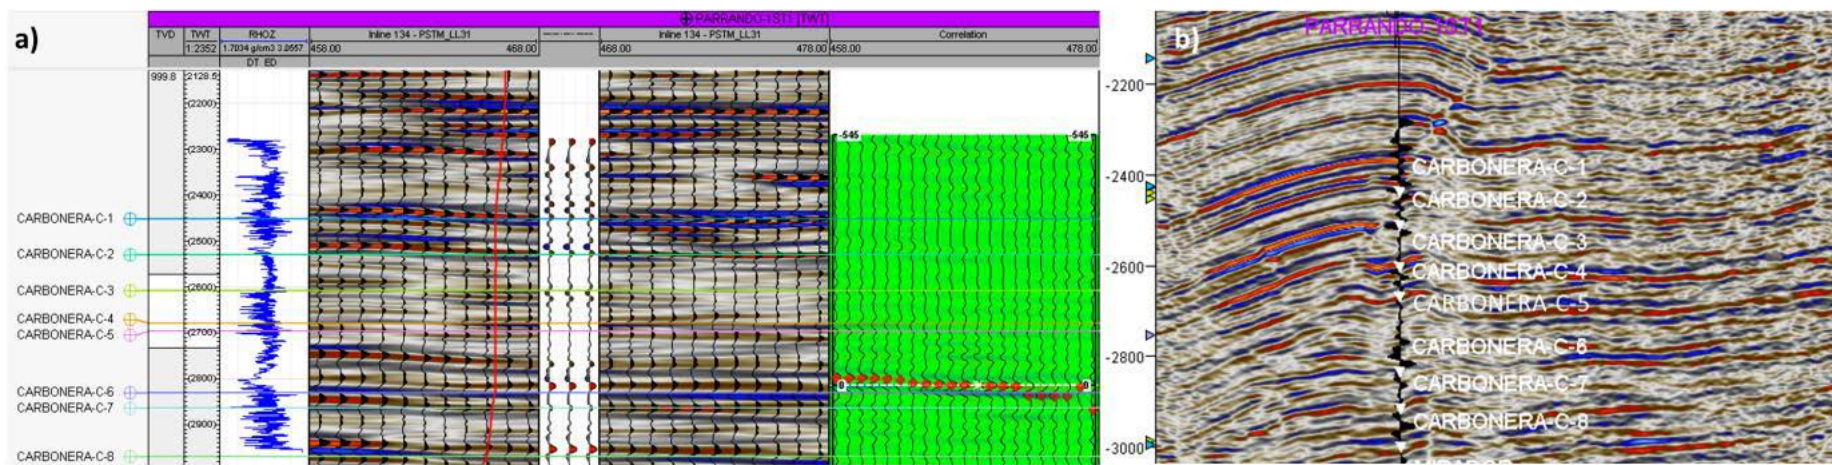 a)
PARRANDO-1ST1 [TWT]
TVD
TWT
RHOZ
Inline 134 - PSTM_LL31
Inline 134 - PSTM_LL31
Correlation
1:2352
1.7034 g/cm3 3.0557
458.00
468.00
468.00
478.00
458.00
478.00
DT_ED
999.8
2128.5
(2200)
(2300)
(2400)
(2500)
(2600)
(2700)
(2800)
(2900)
CARBONERA-C-1
CARBONERA-C-2
CARBONERA-C-3
CARBONERA-C-4
CARBONERA-C-5
CARBONERA-C-6
CARBONERA-C-7
CARBONERA-C-8
-545
-545
0
0
b)
PARRANDO-1ST1
-2200
-2400
-2600
-2800
-3000
CARBONERA-C-1
CARBONERA-C-2
CARBONERA-C-3
CARBONERA-C-4
CARBONERA-C-5
CARBONERA-C-6
CARBONERA-C-7
CARBONERA-C-8